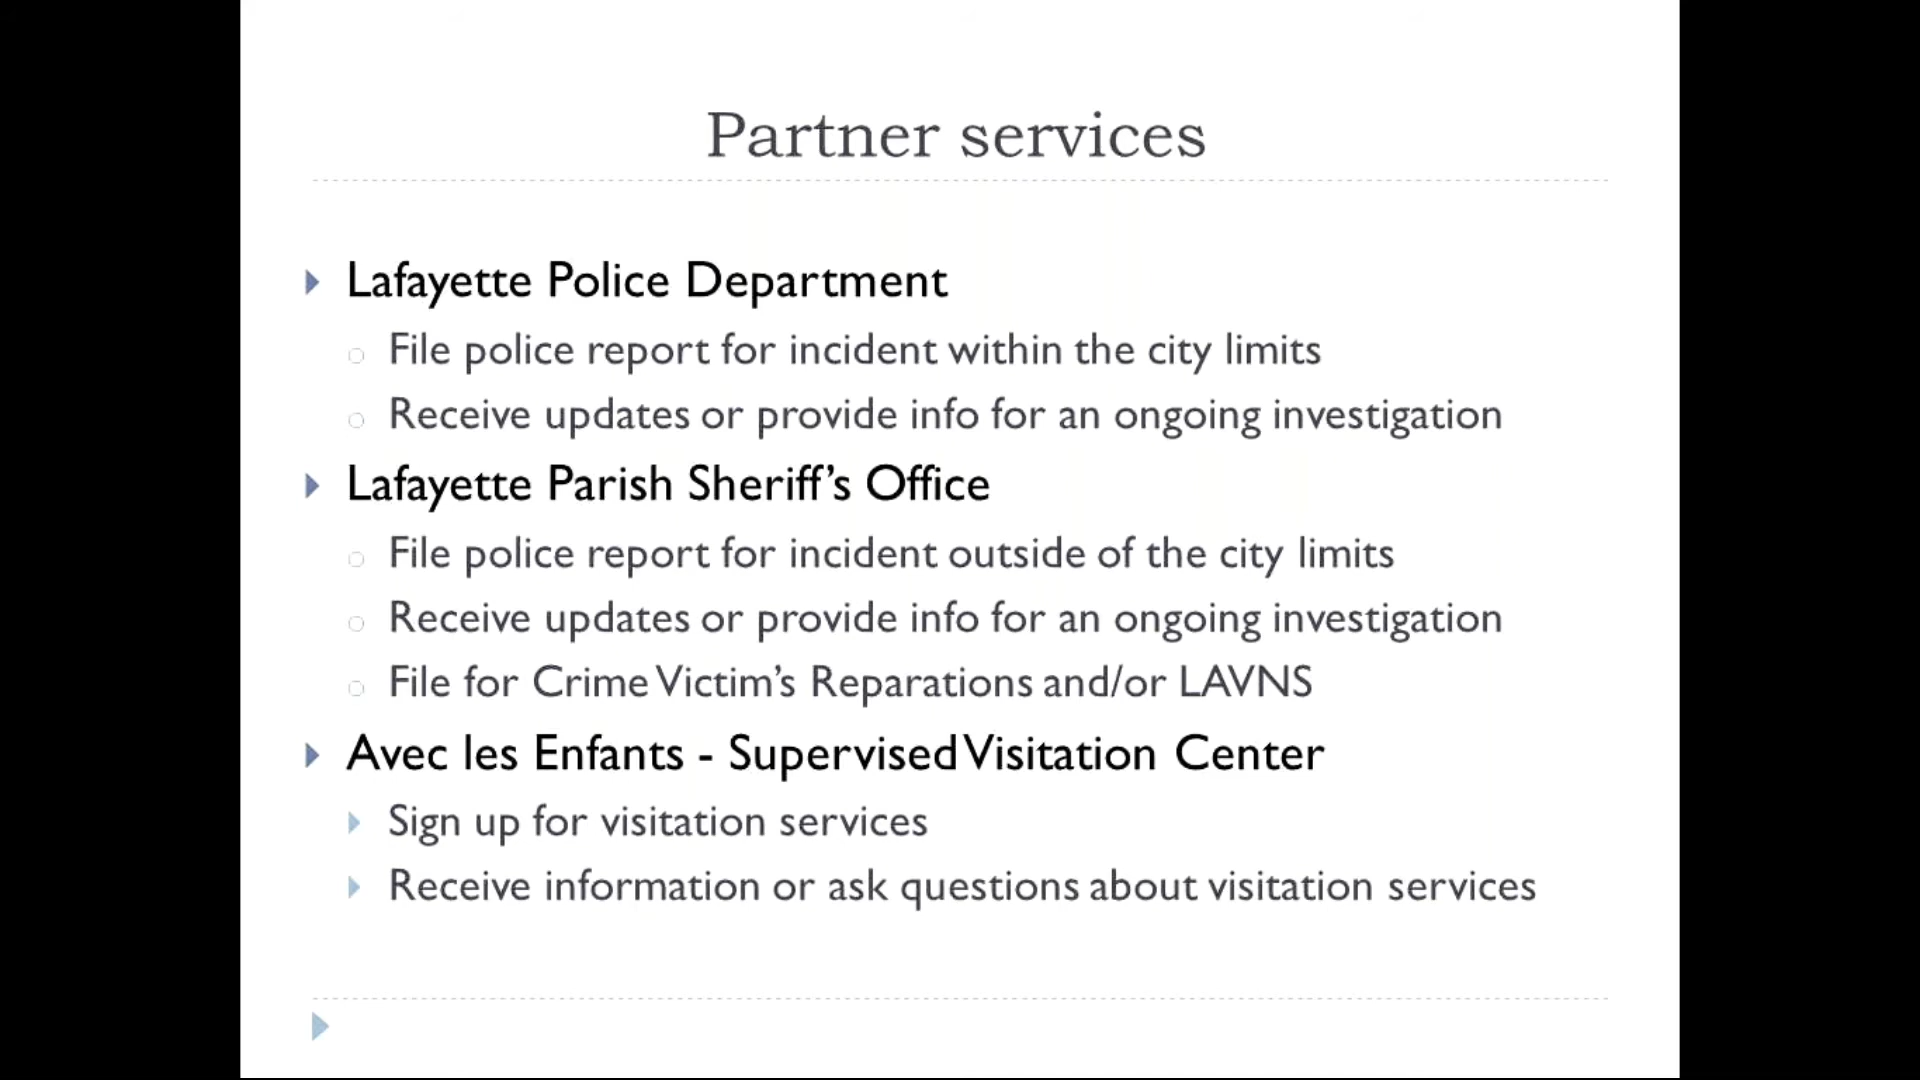 Partner services
Lafayette Police Department
File police report for incident within the city limits
Receive updates or provide info for an ongoing investigation
Lafayette Parish Sheriff’s Office
File police report for incident outside of the city limits
Receive updates or provide info for an ongoing investigation
File for Crime Victim’s Reparations and/or LAVNS
Avec les Enfants - Supervised Visitation Center
Sign up for visitation services
Receive information or ask questions about visitation services